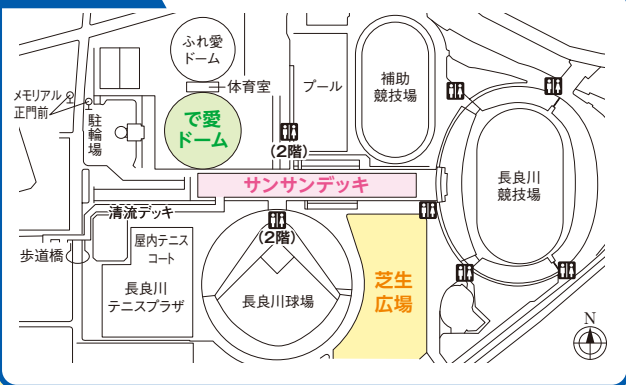 ふれ愛
ドーム
体育室
プール
補助
競技場
メモリアル
正門前
駐輪場
で愛
ドーム
(2階)
サンサンデッキ
長良川
競技場
清流デッキ
(2階)
歩道橋
屋内テニス
コート
長良川
テニスプラザ
長良川球場
芝生
広場
N